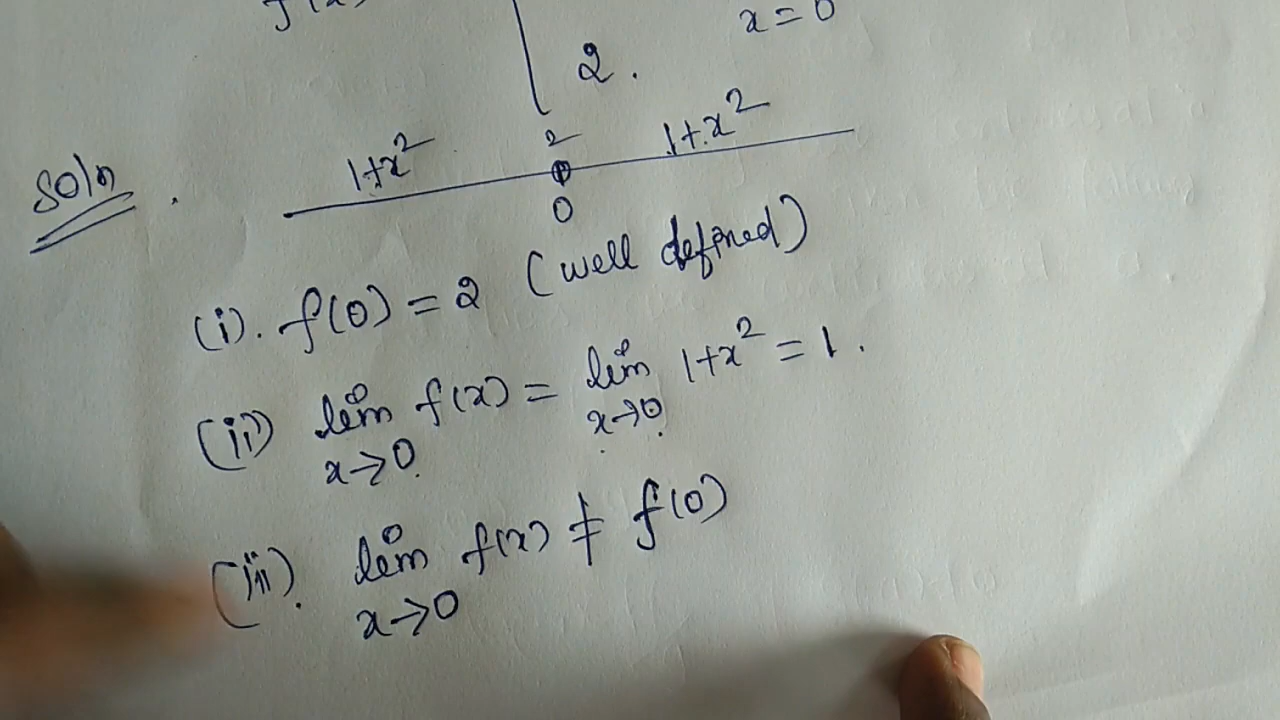 f(x)
x = 0
2.
1+x² 2 1+x²
Soln.
0
(i). f(0) = 2 (well defined)
(ii) lim f(x) = lim 1+x² = 1.
x→0 x→0
(iii). lim f(x) ≠ f(0)
x→0